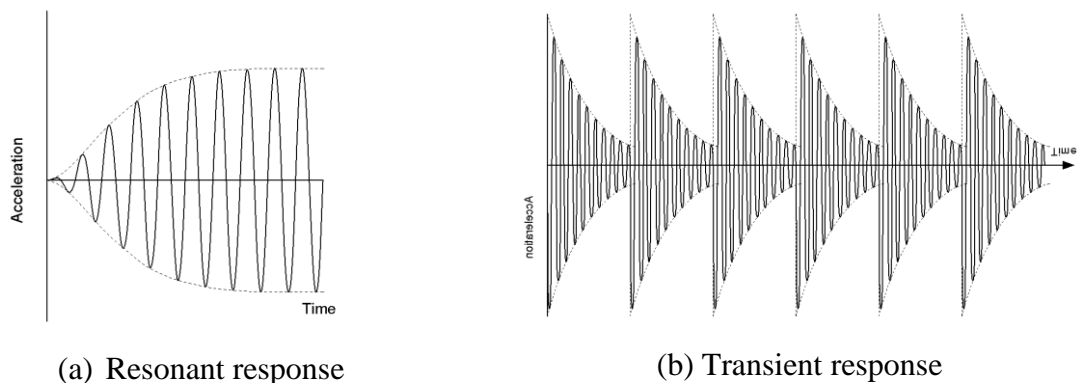 Acceleration
Time
(a) Resonant response
Acceleration
Time
(b) Transient response